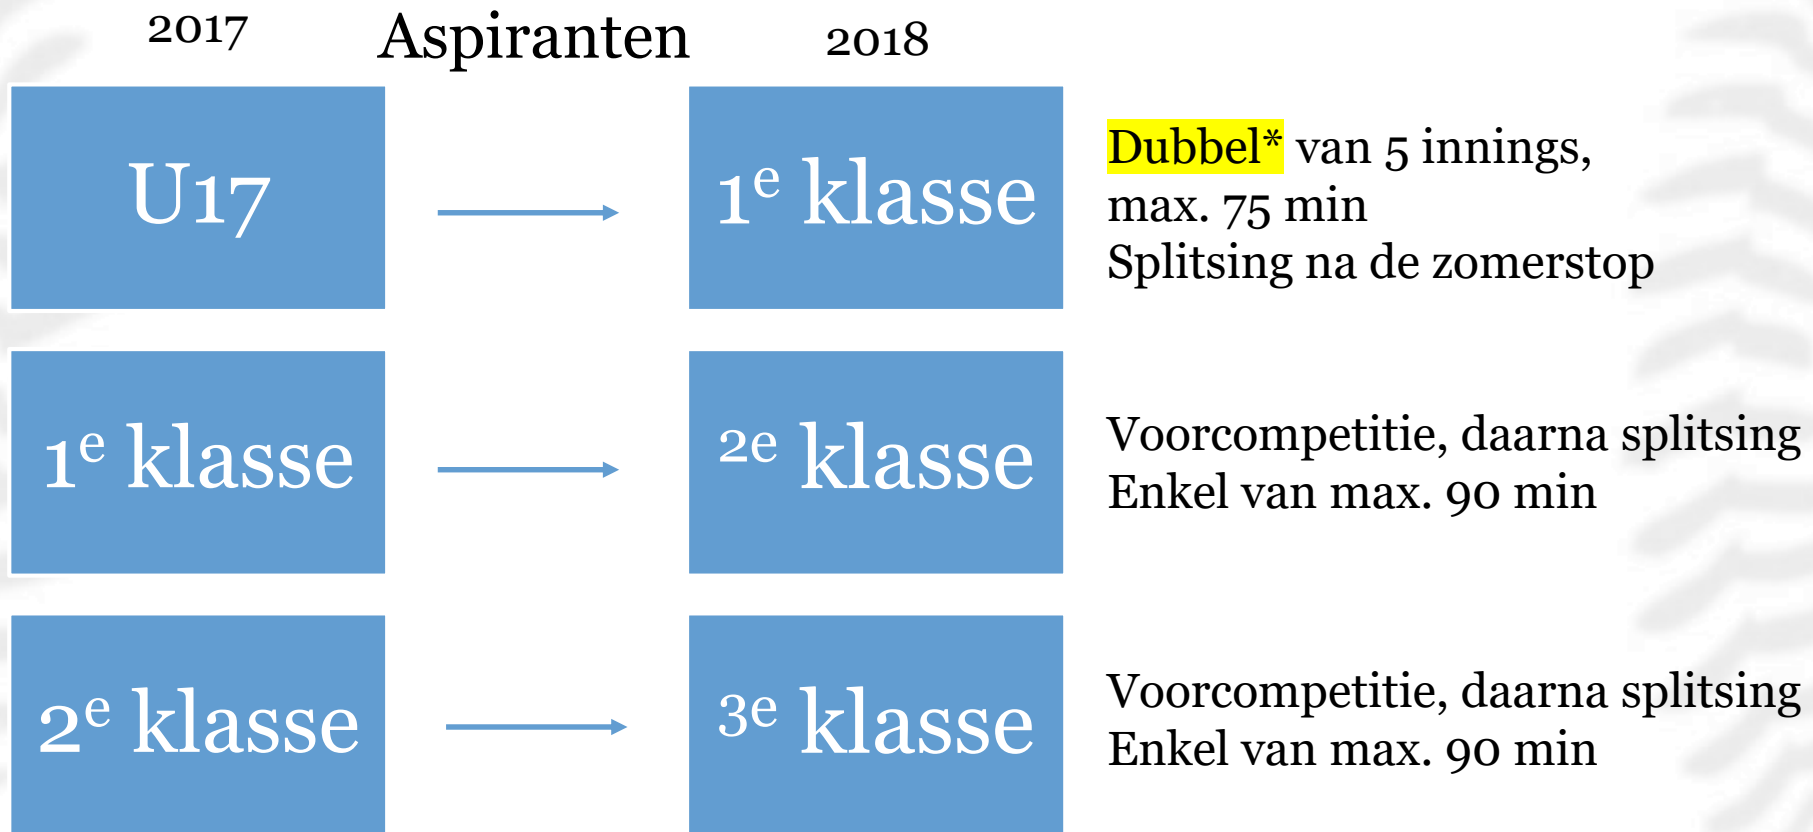 2017 Aspiranten 2018
U17
1e klasse
Dubbel* van 5 innings,
max. 75 min
Splitsing na de zomerstop
1e klasse
2e klasse
Voorcompetitie, daarna splitsing
Enkel van max. 90 min
2e klasse
3e klasse
Voorcompetitie, daarna splitsing
Enkel van max. 90 min